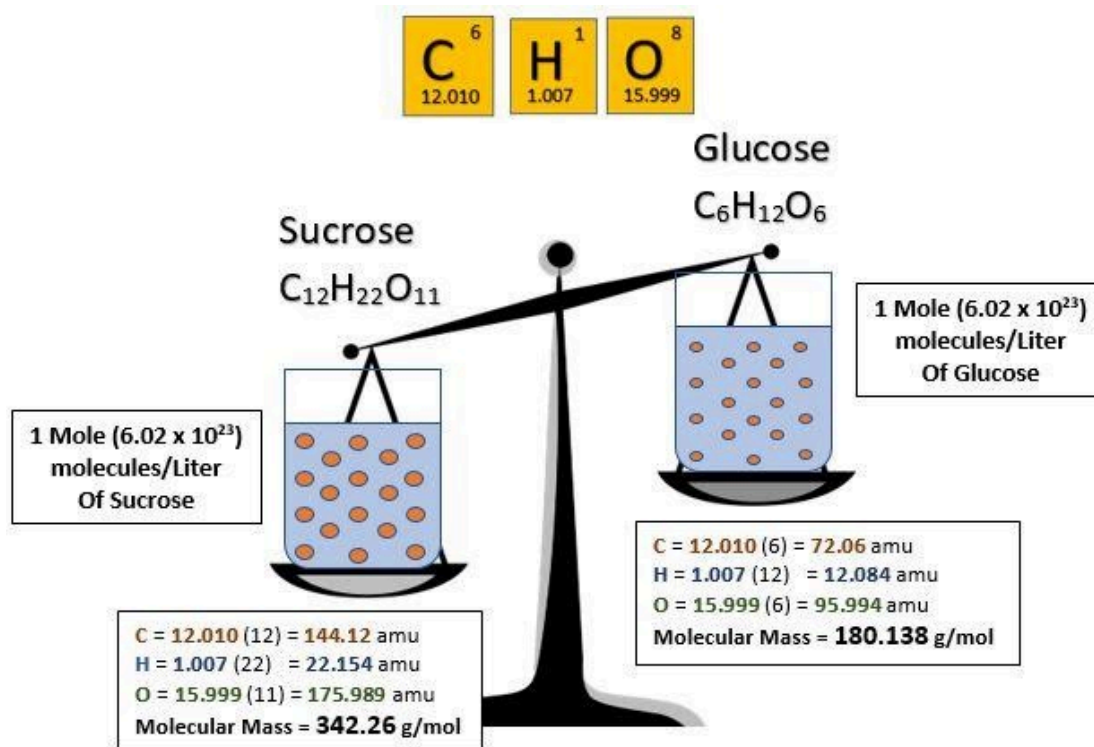 6 1 8
C H O
12.010 1.007 15.999
Glucose
C₆H₁₂O₆
Sucrose
C₁₂H₂₂O₁₁
1 Mole (6.02 x 10²³)
molecules/Liter
Of Glucose
1 Mole (6.02 x 10²³)
molecules/Liter
Of Sucrose
C = 12.010 (6) = 72.06 amu
H = 1.007 (12) = 12.084 amu
O = 15.999 (6) = 95.994 amu
Molecular Mass = 180.138 g/mol
C = 12.010 (12) = 144.12 amu
H = 1.007 (22) = 22.154 amu
O = 15.999 (11) = 175.989 amu
Molecular Mass = 342.26 g/mol